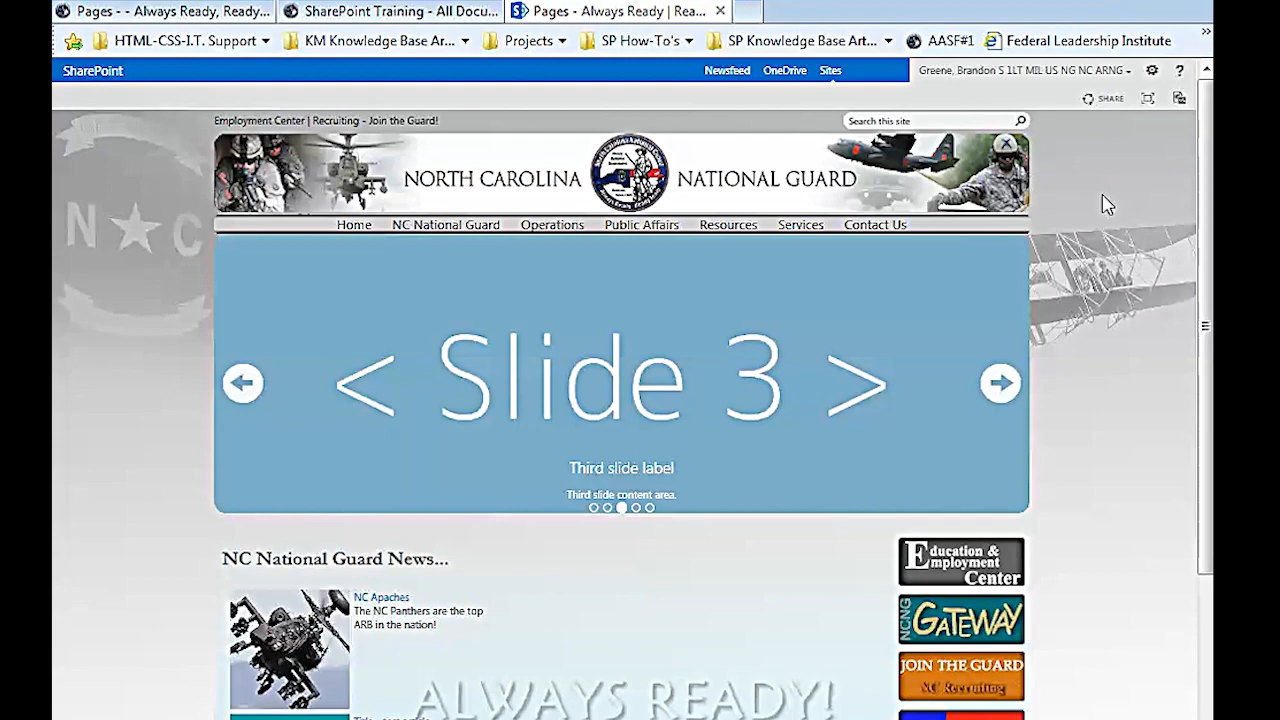 Pages - - Always Ready, Ready...
SharePoint Training - All Docu...
Pages - Always Ready | Rea...
HTML-CSS-I.T. Support
KM Knowledge Base Ar...
Projects
SP How-To's
SP Knowledge Base Art...
AASF#1
Federal Leadership Institute
SharePoint
Newsfeed
OneDrive
Sites
Greene, Brandon S 1LT MIL US NG NC ARNG
?
SHARE
Employment Center | Recruiting - Join the Guard!
Search this site
NORTH CAROLINA
NATIONAL GUARD
N C
Home
NC National Guard
Operations
Public Affairs
Resources
Services
Contact Us
< Slide 3 >
Third slide label
Third slide content area.
NC National Guard News...
Education &
Employment
Center
NC Apaches
The NC Panthers are the top
ARB in the nation!
NCNG
GATEWAY
JOIN THE GUARD
NC Recruiting
ALWAYS READY!